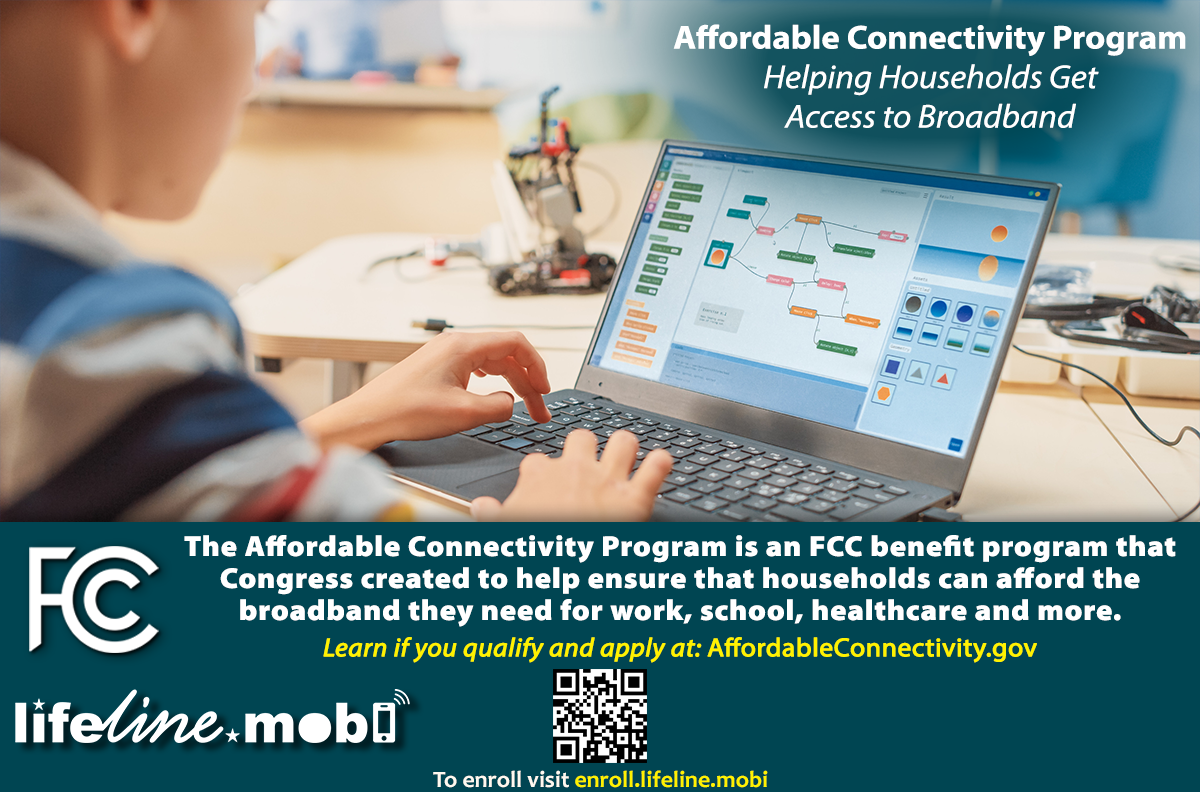 Affordable Connectivity Program
Helping Households Get
Access to Broadband
FCC
The Affordable Connectivity Program is an FCC benefit program that
Congress created to help ensure that households can afford the
broadband they need for work, school, healthcare and more.
Learn if you qualify and apply at: AffordableConnectivity.gov
lifeline.mobi
To enroll visit enroll.lifeline.mobi